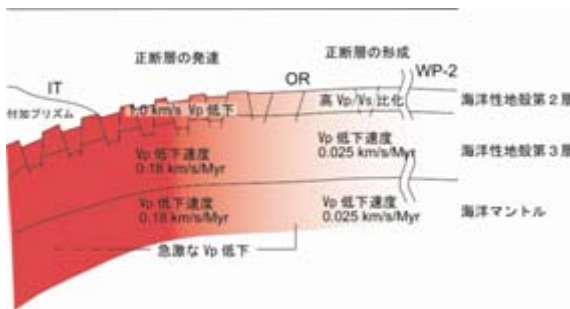 正断層の発達
正断層の形成
IT
OR
WP-2
付加プリズム
1.0 km/s Vp 低下
高 Vp/Vs 比化
海洋性地殻第2層
Vp 低下速度
0.18 km/s/Myr
Vp 低下速度
0.025 km/s/Myr
海洋性地殻第3層
Vp 低下速度
0.18 km/s/Myr
Vp 低下速度
0.025 km/s/Myr
海洋マントル
急激な Vp 低下